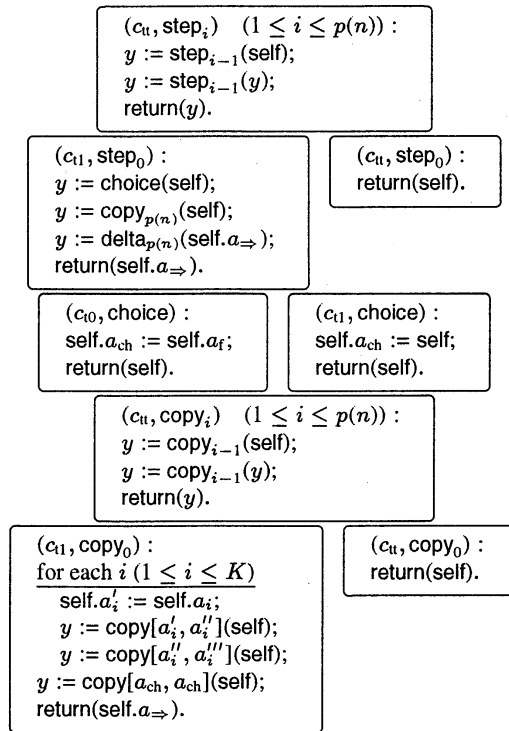 (c_tt, step_i) (1 ≤ i ≤ p(n)) :
y := step_{i−1}(self);
y := step_{i−1}(y);
return(y).
(c_t1, step_0) :
y := choice(self);
y := copy_{p(n)}(self);
y := delta_{p(n)}(self.a_⇒);
return(self.a_⇒).
(c_tt, step_0) :
return(self).
(c_t0, choice) :
self.a_ch := self.a_f;
return(self).
(c_t1, choice) :
self.a_ch := self;
return(self).
(c_tt, copy_i) (1 ≤ i ≤ p(n)) :
y := copy_{i−1}(self);
y := copy_{i−1}(y);
return(y).
(c_t1, copy_0) :
for each i (1 ≤ i ≤ K)
self.a′_i := self.a_i;
y := copy[a′_i, a″_i](self);
y := copy[a″_i, a‴_i](self);
y := copy[a_ch, a_ch](self);
return(self.a_⇒).
(c_tt, copy_0) :
return(self).